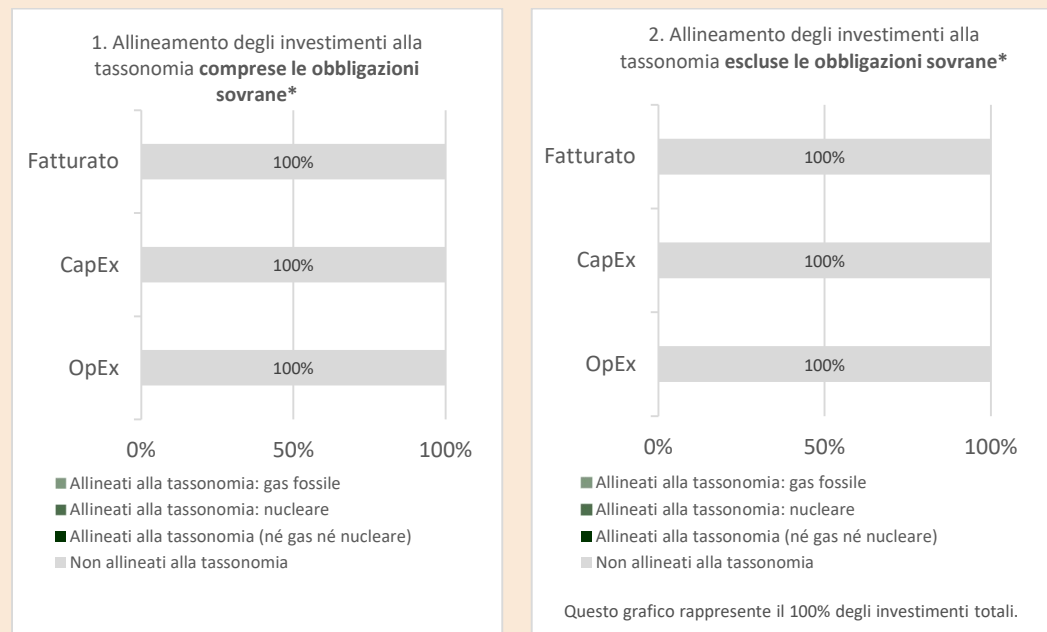 1. Allineamento degli investimenti alla
tassonomia comprese le obbligazioni
sovrane*
Fatturato
100%
CapEx
100%
OpEx
100%
0%
50%
100%
Allineati alla tassonomia: gas fossile
Allineati alla tassonomia: nucleare
Allineati alla tassonomia (né gas né nucleare)
Non allineati alla tassonomia
2. Allineamento degli investimenti alla
tassonomia escluse le obbligazioni sovrane*
Fatturato
100%
CapEx
100%
OpEx
100%
0%
50%
100%
Allineati alla tassonomia: gas fossile
Allineati alla tassonomia: nucleare
Allineati alla tassonomia (né gas né nucleare)
Non allineati alla tassonomia
Questo grafico rappresente il 100% degli investimenti totali.